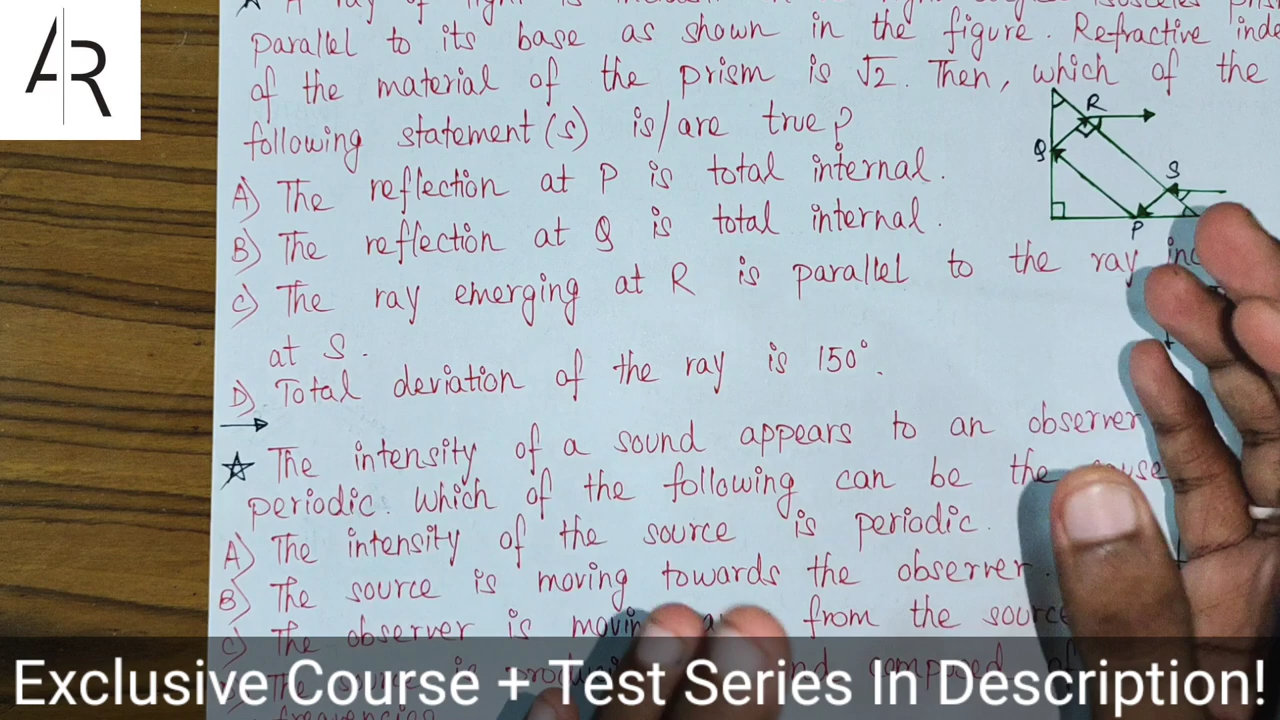 AR
parallel to its base as shown in the figure. Refractive
of the material of the prism is √2. Then, which of the
following statement(s) is/are true?
A) The reflection at P is total internal.
B) The reflection at Q is total internal.
C) The ray emerging at R is parallel to the ray
at S.
D) Total deviation of the ray is 150°.
R
Q
S
P
☆ The intensity of a sound appears to an observer
periodic. Which of the following can be the
A) The intensity of the source is periodic.
B) The source is moving towards the observer.
C) The observer is from the source
Exclusive Course + Test Series In Description!